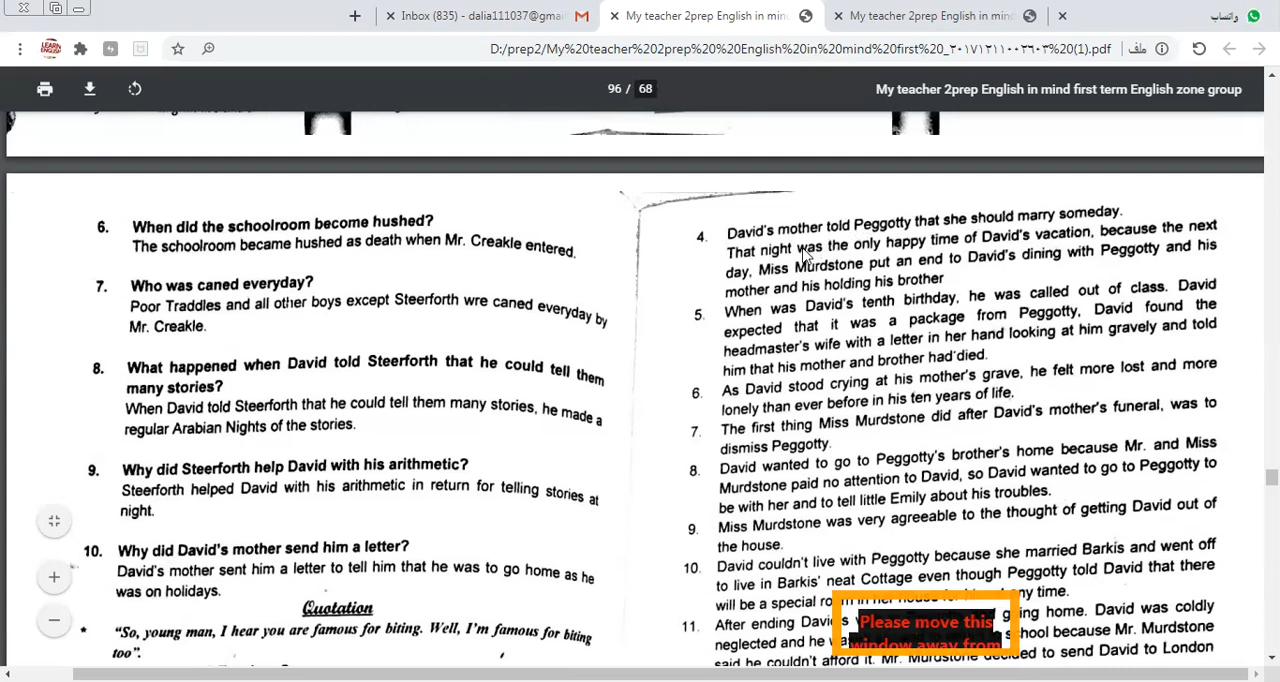 Inbox (835) - dalia111037@gmai
My teacher 2prep English in mind
My teacher 2prep English in mind
واتساب
LEARN ENGLISH
D:/prep2/My%20teacher%202prep%20%20English%20in%20mind%20first%20_٢٠١٧١٢١١٠٠٢٦٠٣%20(1).pdf
ملف
96 / 68
My teacher 2prep English in mind first term English zone group
6. When did the schoolroom become hushed?
The schoolroom became hushed as death when Mr. Creakle entered.
7. Who was caned everyday?
Poor Traddles and all other boys except Steerforth wre caned everyday by
Mr. Creakle.
8. What happened when David told Steerforth that he could tell them
many stories?
When David told Steerforth that he could tell them many stories, he made a
regular Arabian Nights of the stories.
9. Why did Steerforth help David with his arithmetic?
Steerforth helped David with his arithmetic in return for telling stories at
night.
10. Why did David's mother send him a letter?
David's mother sent him a letter to tell him that he was to go home as he
was on holidays.
Quotation
* "So, young man, I hear you are famous for biting. Well, I'm famous for biting
too".
4. David's mother told Peggotty that she should marry someday.
That night was the only happy time of David's vacation, because the next
day, Miss Murdstone put an end to David's dining with Peggotty and his
mother and his holding his brother
5. When was David's tenth birthday, he was called out of class. David
expected that it was a package from Peggotty, David found the
headmaster's wife with a letter in her hand looking at him gravely and told
him that his mother and brother had died.
6. As David stood crying at his mother's grave, he felt more lost and more
lonely than ever before in his ten years of life.
7. The first thing Miss Murdstone did after David's mother's funeral, was to
dismiss Peggotty.
8. David wanted to go to Peggotty's brother's home because Mr. and Miss
Murdstone paid no attention to David, so David wanted to go to Peggotty to
be with her and to tell little Emily about his troubles.
9. Miss Murdstone was very agreeable to the thought of getting David out of
the house.
10. David couldn't live with Peggotty because she married Barkis and went off
to live in Barkis' neat Cottage even though Peggotty told David that there
will be a special any time.
11. After ending home. David was coldly
neglected and he school because Mr. Murdstone
said he couldn't afford it. Mr. Murdstone decided to send David to London
Please move this
window away from